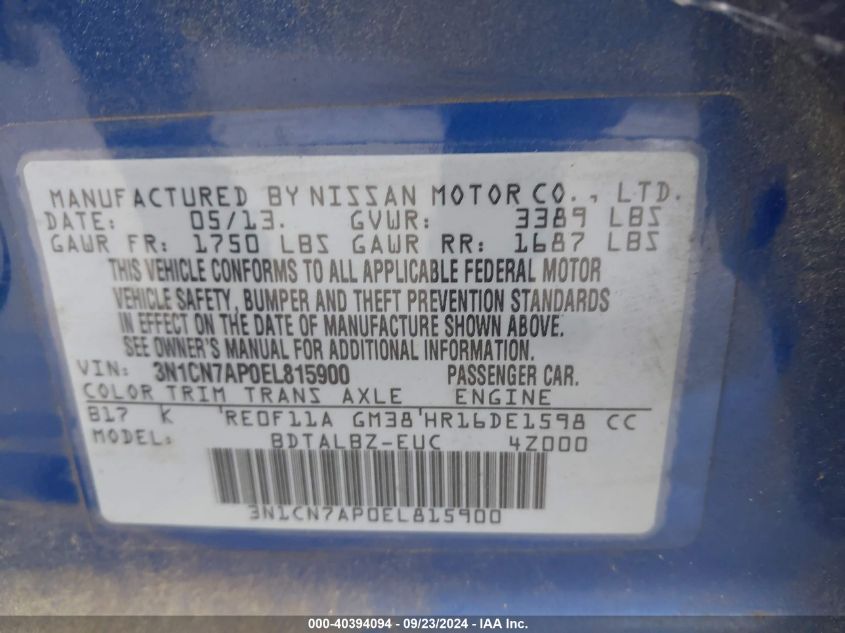 MANUFACTURED BY NISSAN MOTOR CO., LTD.
DATE: 05/13. GVWR: 3389 LBS
GAWR FR: 1750 LBS GAWR RR: 1687 LBS
THIS VEHICLE CONFORMS TO ALL APPLICABLE FEDERAL MOTOR
VEHICLE SAFETY, BUMPER AND THEFT PREVENTION STANDARDS
IN EFFECT ON THE DATE OF MANUFACTURE SHOWN ABOVE.
SEE OWNER'S MANUAL FOR ADDITIONAL INFORMATION.
VIN: 3N1CN7AP0EL815900 PASSENGER CAR.
COLOR TRIM TRANS AXLE ENGINE
B17 K 'RE0F11A GM38'HR16DE1598 CC
MODEL: BDTALBZ-EUC 4Z000
3N1CN7AP0EL815900
000-40394094 - 09/23/2024 - IAA Inc.